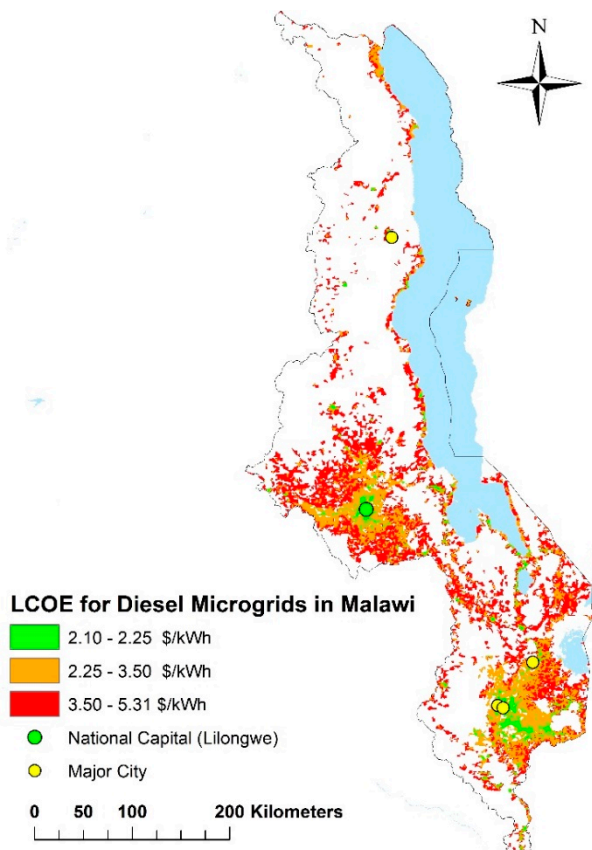 N
LCOE for Diesel Microgrids in Malawi
2.10 - 2.25 $/kWh
2.25 - 3.50 $/kWh
3.50 - 5.31 $/kWh
National Capital (Lilongwe)
Major City
0 50 100 200 Kilometers